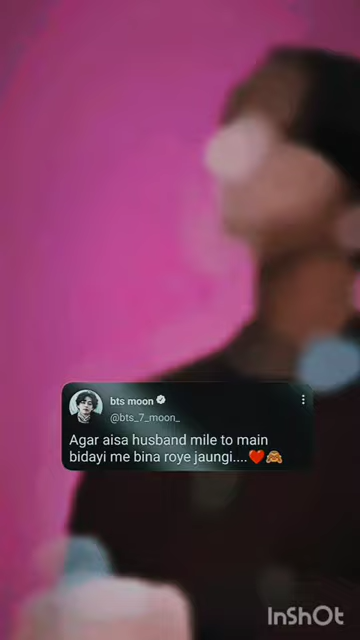 bts moon
@bts_7_moon_
Agar aisa husband mile to main
bidayi me bina roye jaungi....❤️🙈
InShOt